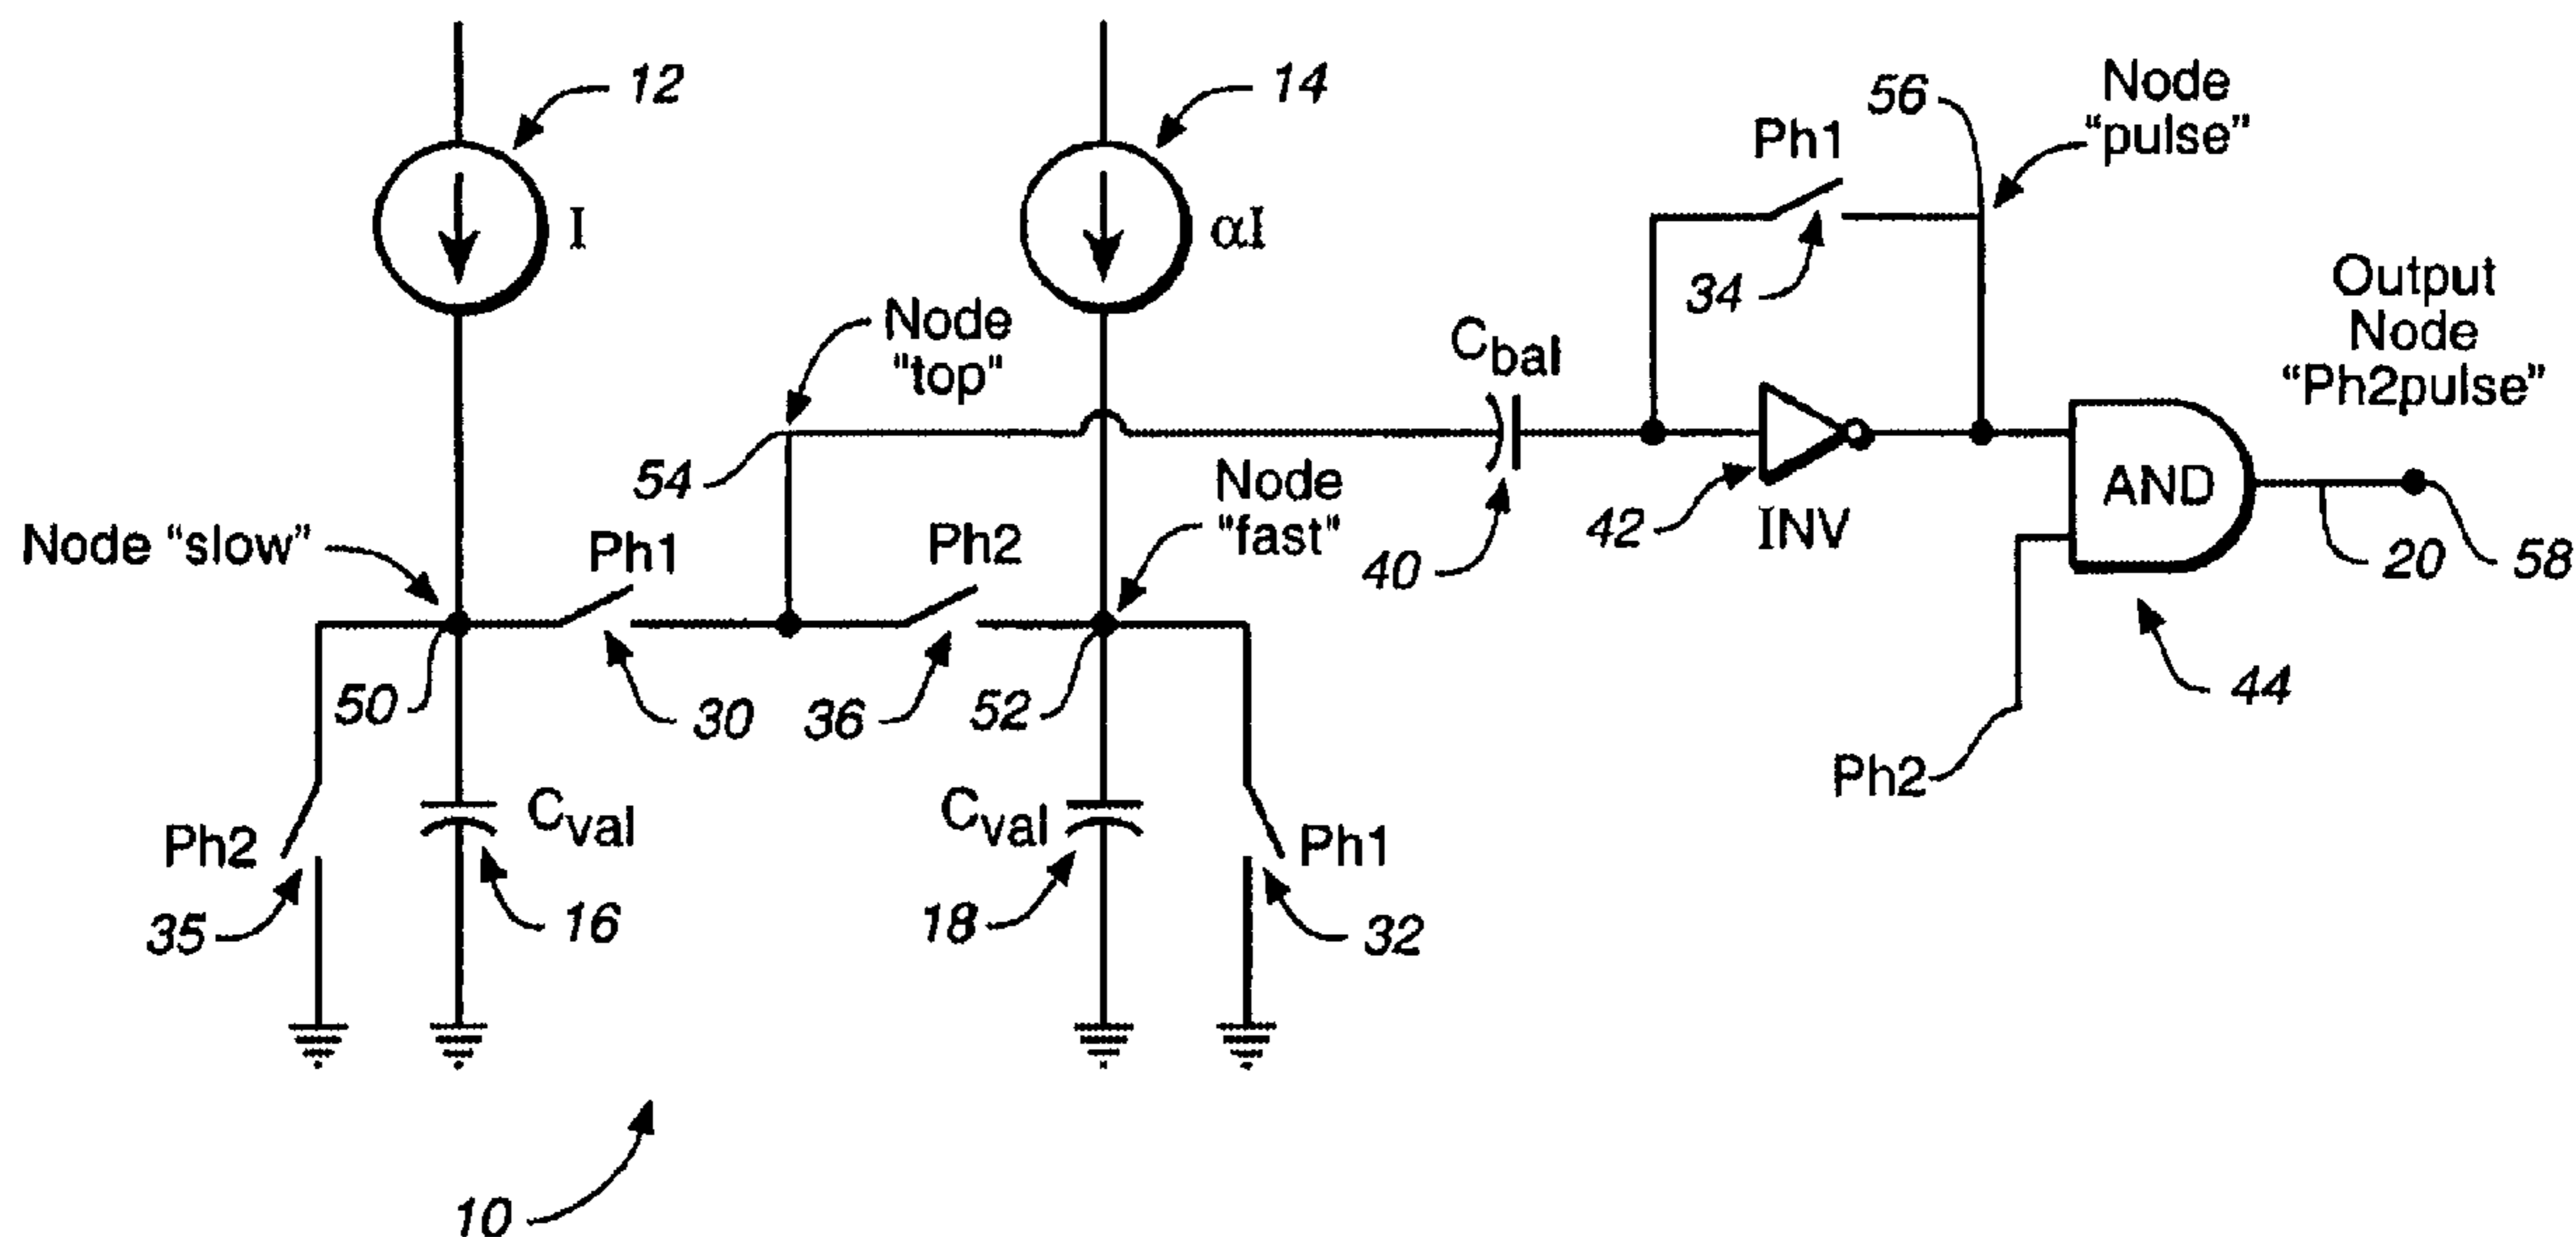 12
I
14
αI
Node
"top"
54
Node "slow"
50
Ph1
30
Ph2
36
Node
"fast"
52
Ph2
35
Cval
16
Cval
18
Ph1
32
Cbal
40
Ph1
34
56
Node
"pulse"
42
INV
AND
44
Ph2
Output
Node
"Ph2pulse"
20
58
10